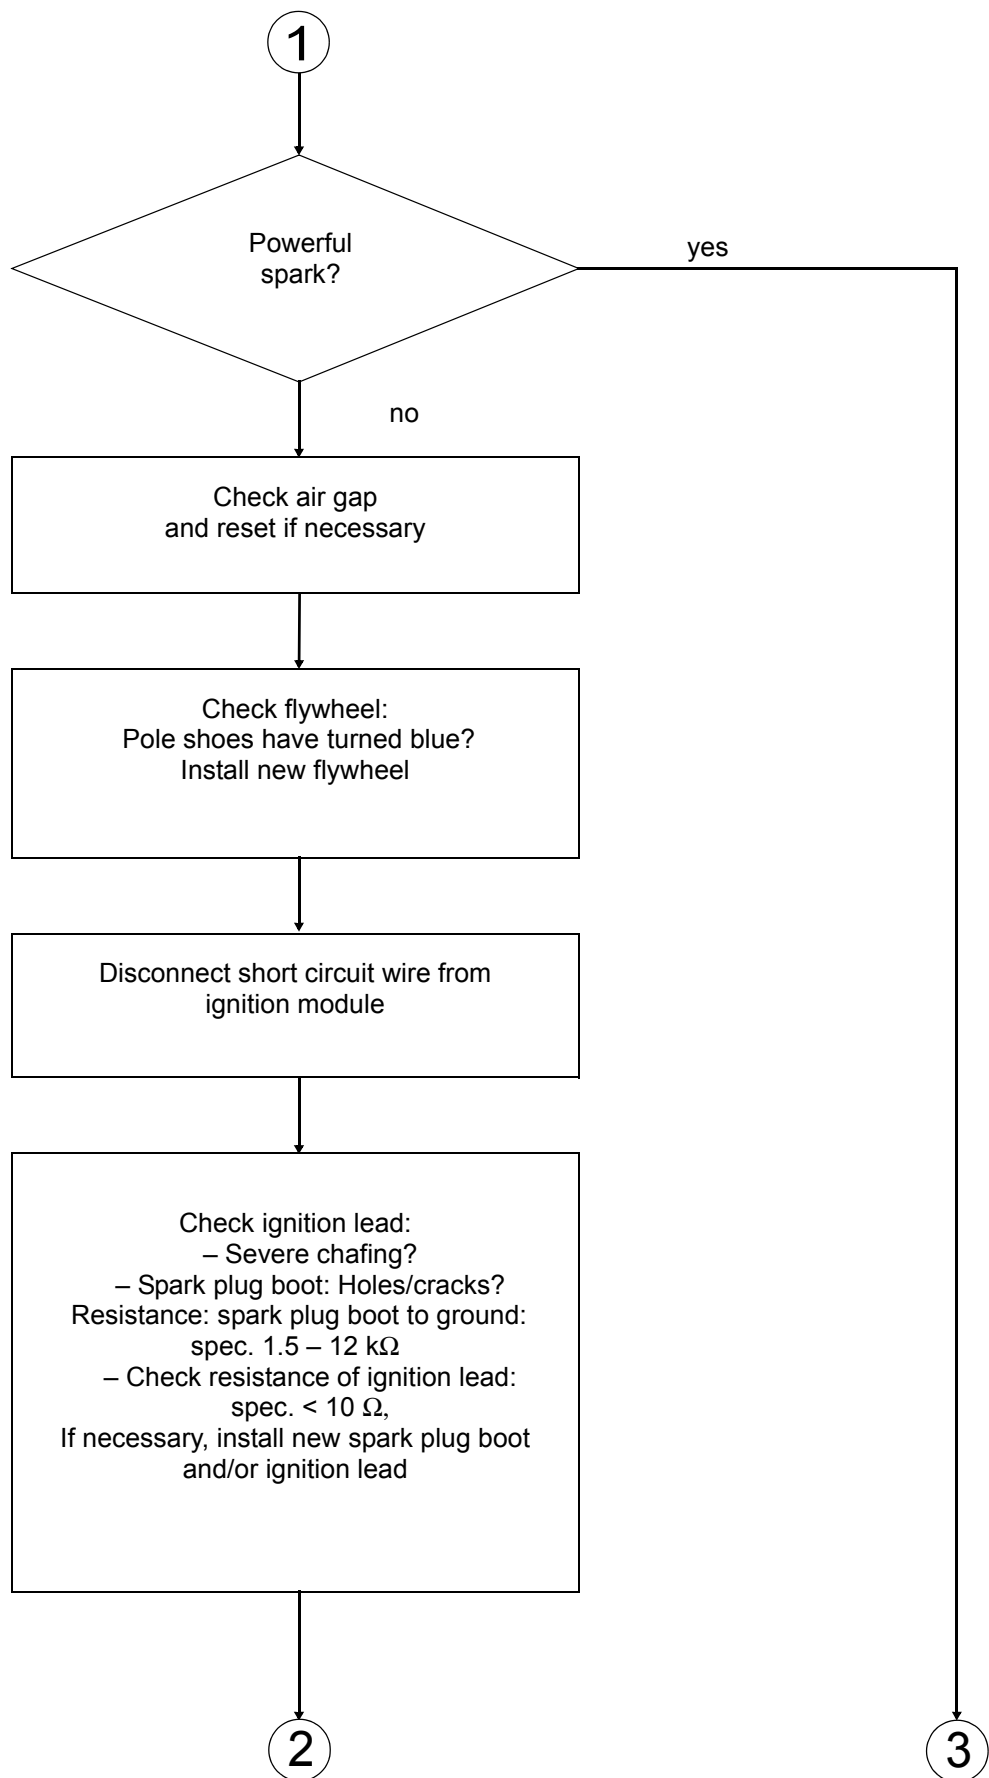 1
Powerful
spark?
yes
no
Check air gap
and reset if necessary
Check flywheel:
Pole shoes have turned blue?
Install new flywheel
Disconnect short circuit wire from
ignition module
Check ignition lead:
– Severe chafing?
– Spark plug boot: Holes/cracks?
Resistance: spark plug boot to ground:
spec. 1.5 – 12 kΩ
– Check resistance of ignition lead:
spec. < 10 Ω,
If necessary, install new spark plug boot
and/or ignition lead
2
3